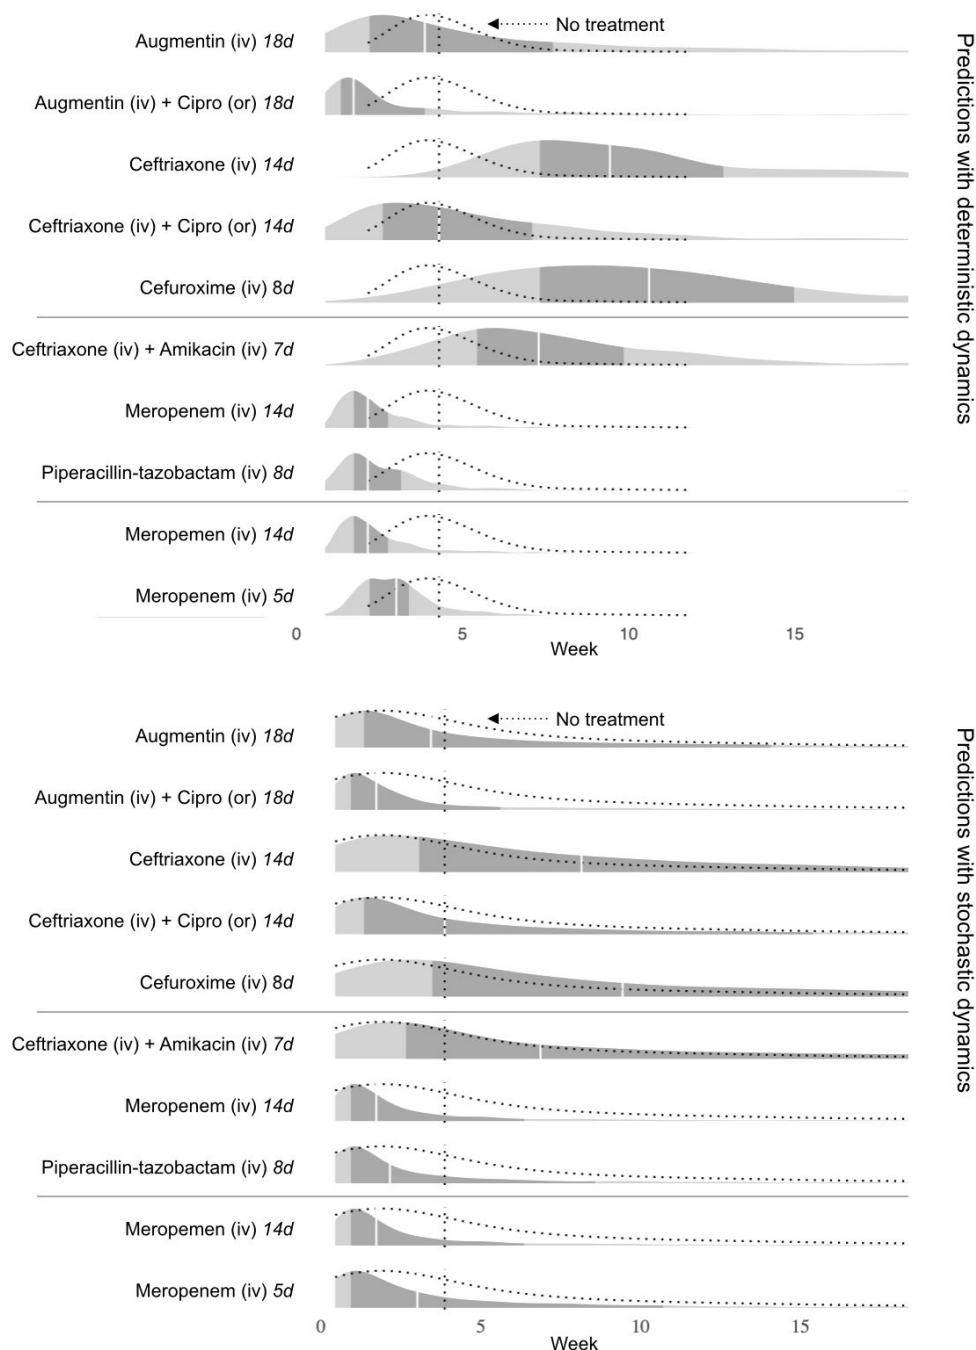 No treatment
Augmentin (iv) 18d
Augmentin (iv) + Cipro (or) 18d
Ceftriaxone (iv) 14d
Ceftriaxone (iv) + Cipro (or) 14d
Cefuroxime (iv) 8d
Ceftriaxone (iv) + Amikacin (iv) 7d
Meropenem (iv) 14d
Piperacillin-tazobactam (iv) 8d
Meropemen (iv) 14d
Meropenem (iv) 5d
0 5 10 15
Week
Predictions with deterministic dynamics
No treatment
Augmentin (iv) 18d
Augmentin (iv) + Cipro (or) 18d
Ceftriaxone (iv) 14d
Ceftriaxone (iv) + Cipro (or) 14d
Cefuroxime (iv) 8d
Ceftriaxone (iv) + Amikacin (iv) 7d
Meropenem (iv) 14d
Piperacillin-tazobactam (iv) 8d
Meropemen (iv) 14d
Meropenem (iv) 5d
0 5 10 15
Week
Predictions with stochastic dynamics